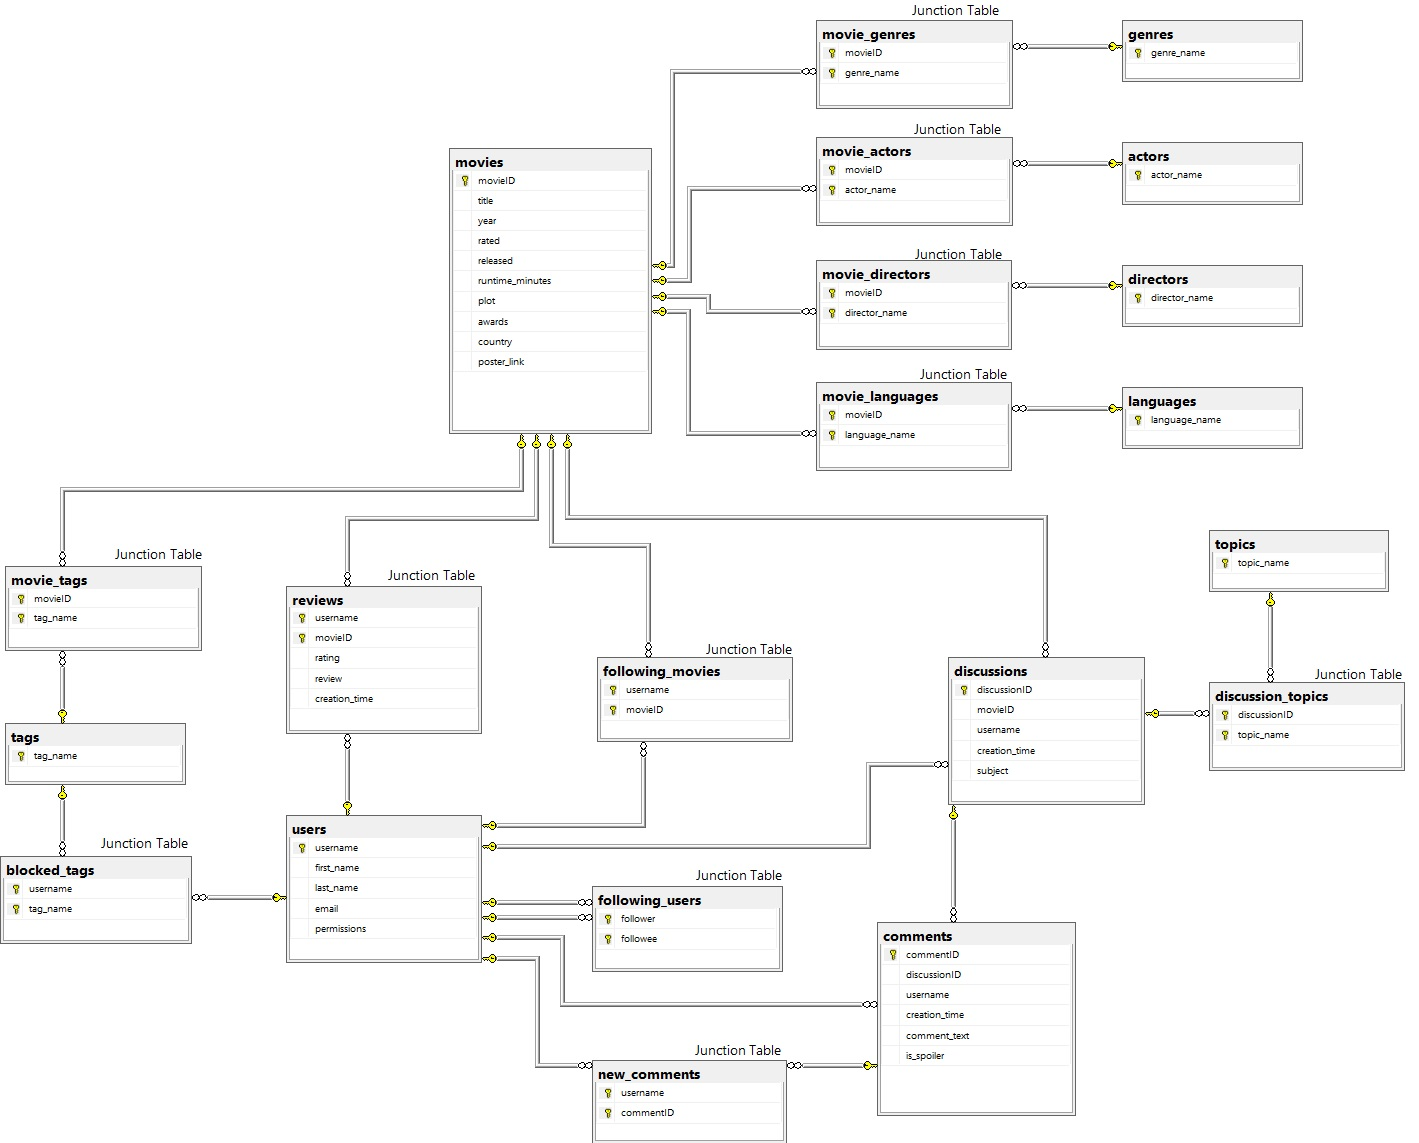 Junction Table
movie_genres
movieID
genre_name
genres
genre_name
Junction Table
movie_actors
movieID
actor_name
actors
actor_name
movies
movieID
title
year
rated
released
runtime_minutes
plot
awards
country
poster_link
Junction Table
movie_directors
movieID
director_name
directors
director_name
Junction Table
movie_languages
movieID
language_name
languages
language_name
Junction Table
movie_tags
movieID
tag_name
Junction Table
reviews
username
movieID
rating
review
creation_time
Junction Table
following_movies
username
movieID
discussions
discussionID
movieID
username
creation_time
subject
topics
topic_name
Junction Table
discussion_topics
discussionID
topic_name
tags
tag_name
Junction Table
blocked_tags
username
tag_name
users
username
first_name
last_name
email
permissions
Junction Table
following_users
follower
followee
comments
commentID
discussionID
username
creation_time
comment_text
is_spoiler
Junction Table
new_comments
username
commentID